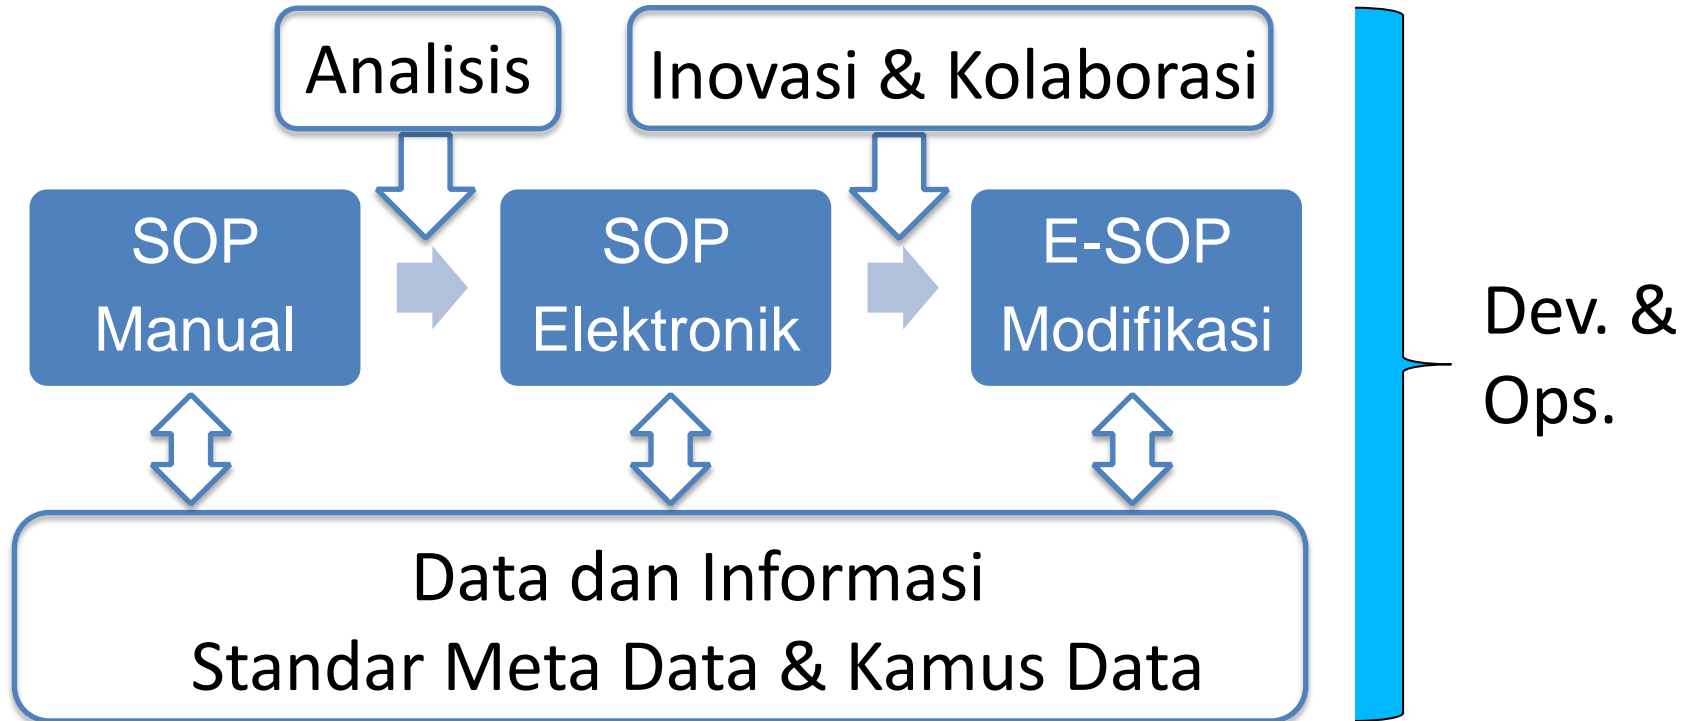 Analisis
Inovasi & Kolaborasi
SOP
Manual
SOP
Elektronik
E-SOP
Modifikasi
Dev. &
Ops.
Data dan Informasi
Standar Meta Data & Kamus Data